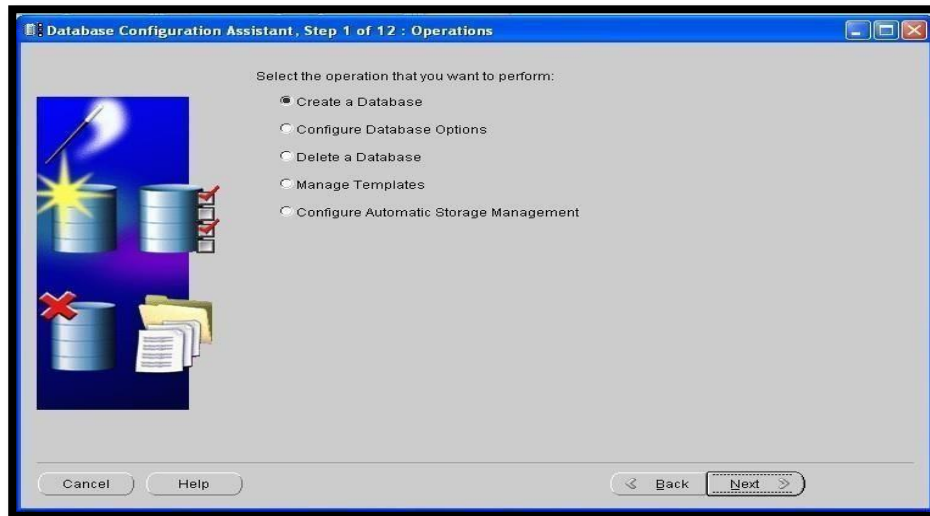 Database Configuration Assistant, Step 1 of 12 : Operations
Select the operation that you want to perform:
Create a Database
Configure Database Options
Delete a Database
Manage Templates
Configure Automatic Storage Management
Cancel
Help
Back
Next